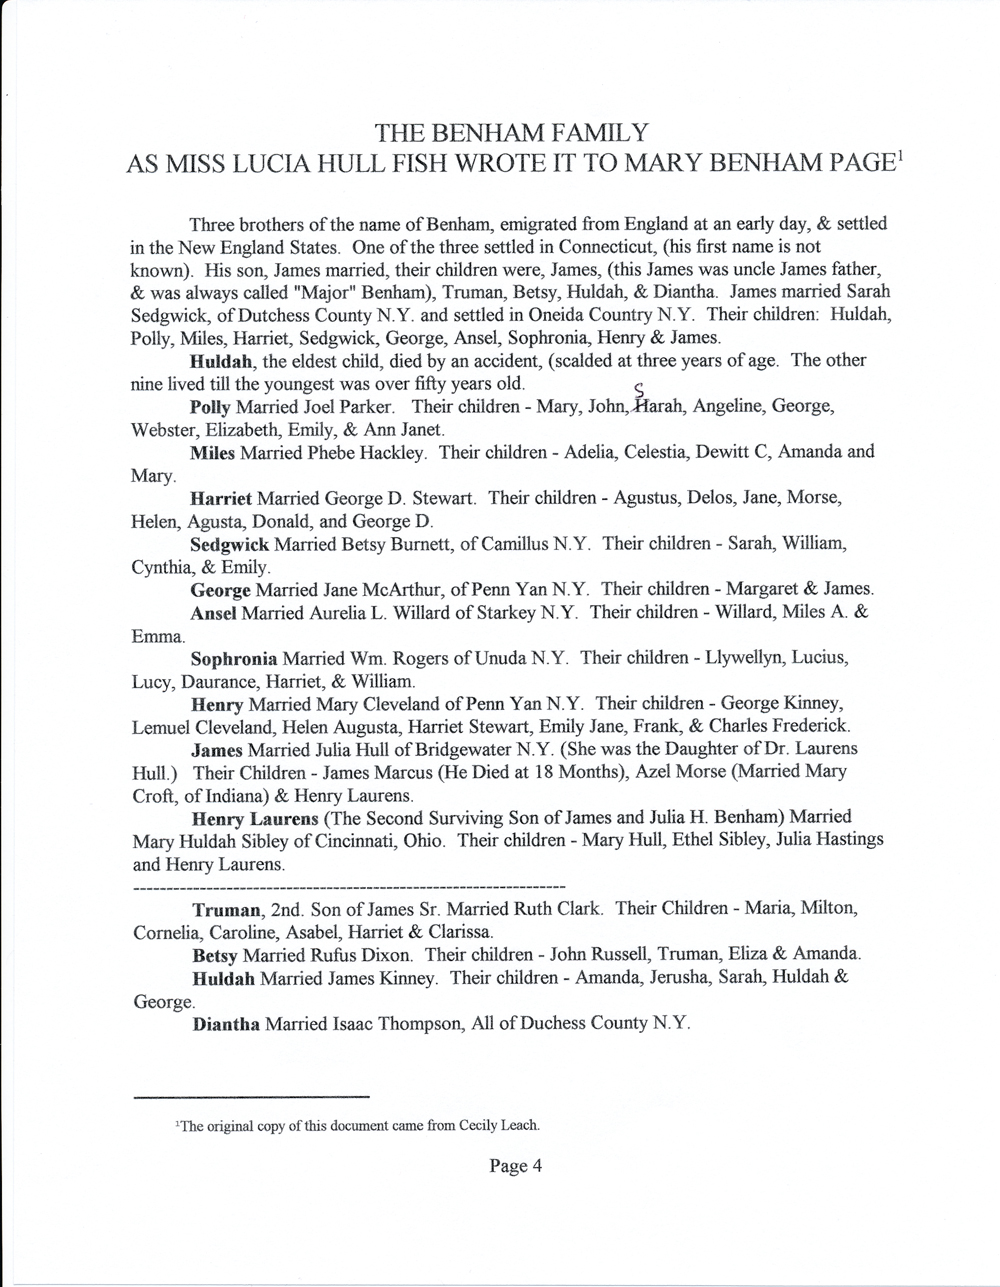 THE BENHAM FAMILY
AS MISS LUCIA HULL FISH WROTE IT TO MARY BENHAM PAGE¹
Three brothers of the name of Benham, emigrated from England at an early day, & settled
in the New England States. One of the three settled in Connecticut, (his first name is not
known). His son, James married, their children were, James, (this James was uncle James father,
& was always called "Major" Benham), Truman, Betsy, Huldah, & Diantha. James married Sarah
Sedgwick, of Dutchess County N.Y. and settled in Oneida Country N.Y. Their children: Huldah,
Polly, Miles, Harriet, Sedgwick, George, Ansel, Sophronia, Henry & James.
Huldah, the eldest child, died by an accident, (scalded at three years of age. The other
nine lived till the youngest was over fifty years old.
S
Polly Married Joel Parker. Their children - Mary, John, Harah, Angeline, George,
Webster, Elizabeth, Emily, & Ann Janet.
Miles Married Phebe Hackley. Their children - Adelia, Celestia, Dewitt C, Amanda and
Mary.
Harriet Married George D. Stewart. Their children - Agustus, Delos, Jane, Morse,
Helen, Agusta, Donald, and George D.
Sedgwick Married Betsy Burnett, of Camillus N.Y. Their children - Sarah, William,
Cynthia, & Emily.
George Married Jane McArthur, of Penn Yan N.Y. Their children - Margaret & James.
Ansel Married Aurelia L. Willard of Starkey N.Y. Their children - Willard, Miles A. &
Emma.
Sophronia Married Wm. Rogers of Unuda N.Y. Their children - Llywellyn, Lucius,
Lucy, Daurance, Harriet, & William.
Henry Married Mary Cleveland of Penn Yan N.Y. Their children - George Kinney,
Lemuel Cleveland, Helen Augusta, Harriet Stewart, Emily Jane, Frank, & Charles Frederick.
James Married Julia Hull of Bridgewater N.Y. (She was the Daughter of Dr. Laurens
Hull.) Their Children - James Marcus (He Died at 18 Months), Azel Morse (Married Mary
Croft, of Indiana) & Henry Laurens.
Henry Laurens (The Second Surviving Son of James and Julia H. Benham) Married
Mary Huldah Sibley of Cincinnati, Ohio. Their children - Mary Hull, Ethel Sibley, Julia Hastings
and Henry Laurens.
-----------------------------------------------------------------
Truman, 2nd. Son of James Sr. Married Ruth Clark. Their Children - Maria, Milton,
Cornelia, Caroline, Asabel, Harriet & Clarissa.
Betsy Married Rufus Dixon. Their children - John Russell, Truman, Eliza & Amanda.
Huldah Married James Kinney. Their children - Amanda, Jerusha, Sarah, Huldah &
George.
Diantha Married Isaac Thompson, All of Duchess County N.Y.
¹The original copy of this document came from Cecily Leach.
Page 4